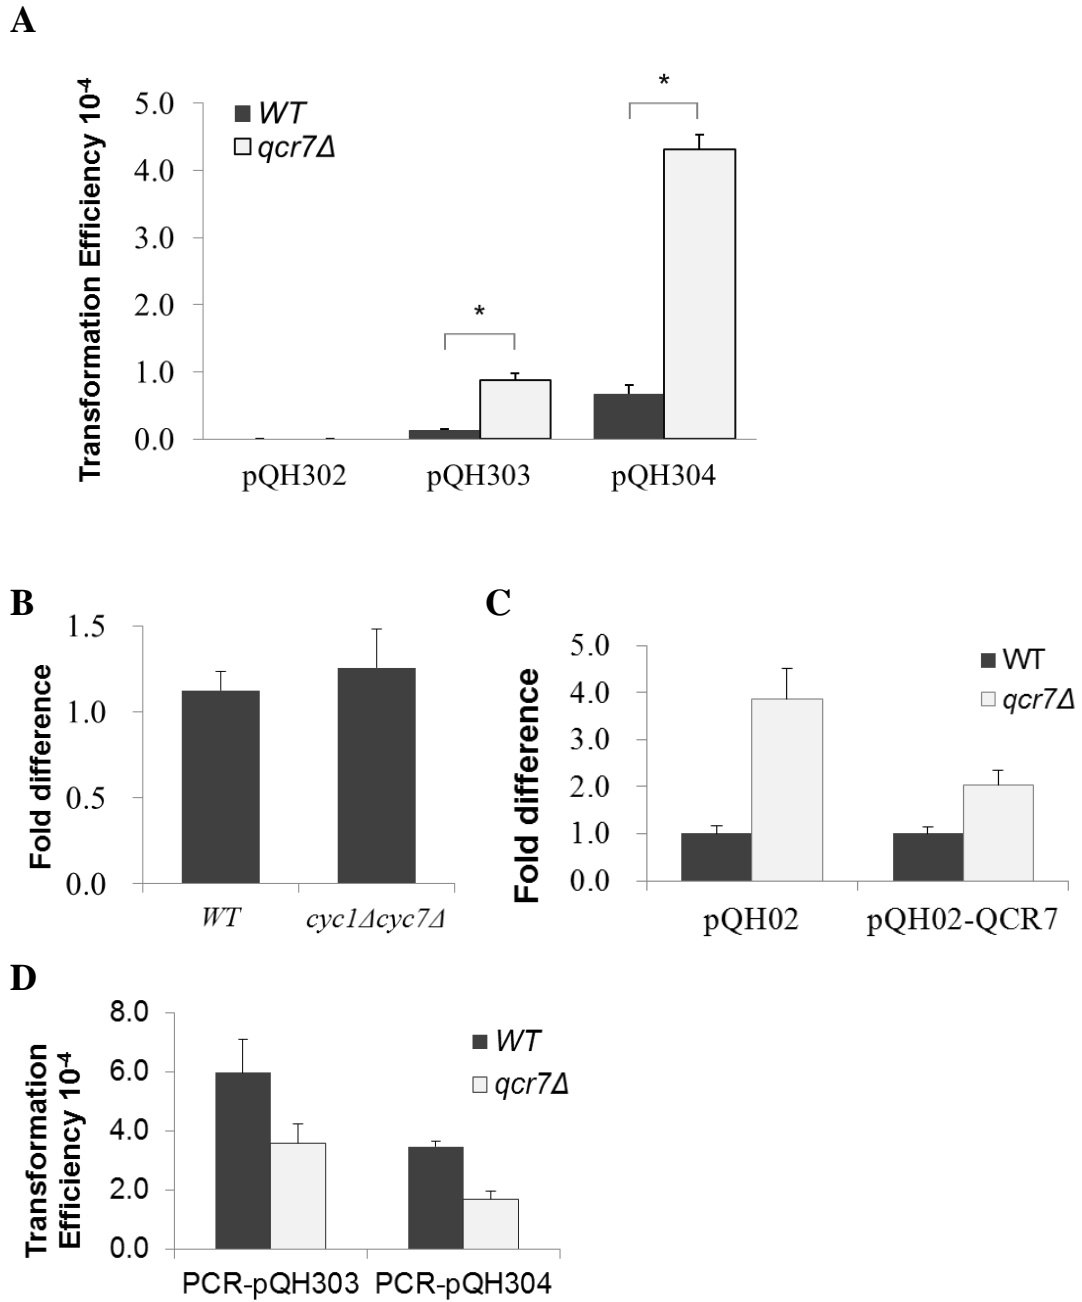 A
Transformation Efficiency 10-4
5.0
4.0
3.0
2.0
1.0
0.0
WT
qcr7Δ
*
*
pQH302 pQH303 pQH304
B
Fold difference
1.5
1.0
0.5
0.0
WT cyc1Δcyc7Δ
C
Fold difference
5.0
4.0
3.0
2.0
1.0
0.0
WT
qcr7Δ
pQH02 pQH02-QCR7
D
Transformation
Efficiency 10-4
8.0
6.0
4.0
2.0
0.0
WT
qcr7Δ
PCR-pQH303 PCR-pQH304